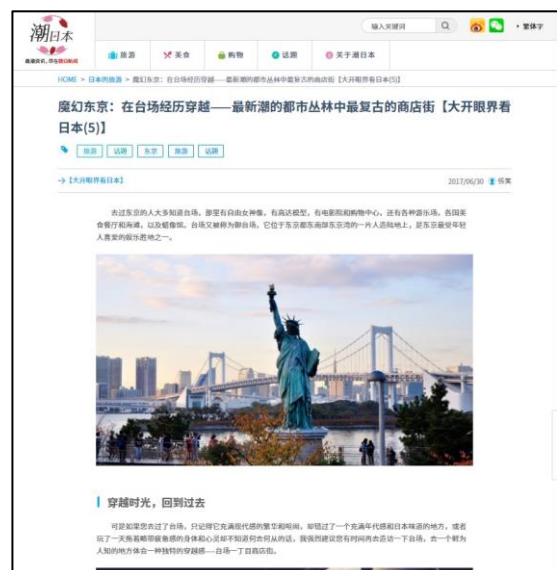 潮日本
最潮资讯，尽在潮日本
输入关键词
繁体字
旅游
美食
购物
话题
关于潮日本
HOME > 日本的旅游 > 魔幻东京：在台场经历穿越——最新潮的都市丛林中最复古的商店街【大开眼界看日本(5)】
魔幻东京：在台场经历穿越——最新潮的都市丛林中最复古的商店街【大开眼界看
日本(5)】
旅游 话题 东京 旅游 话题
【大开眼界看日本】
2017/06/30 张奕
去过东京的人大多知道台场，那里有自由女神像，有高达模型，有电影院和购物中心，还有各种游乐场，各国美
食餐厅和海滩，以及蜡像馆。台场又被称为御台场，它位于东京都东南部东京湾的一片人造陆地上，是东京最受年轻
人喜爱的娱乐胜地之一。
穿越时光，回到过去
可是如果您去过了台场，只记得它充满现代感的繁华和喧闹，却错过了一个充满年代感和日本味道的地方，或者
玩了一天拖着略带疲惫感的身体和心灵却不知道何去何从的话，我强烈建议您有时间再去造访一下台场，去一个鲜为
人知的地方体会一种独特的穿越感—台场一丁目商店街。